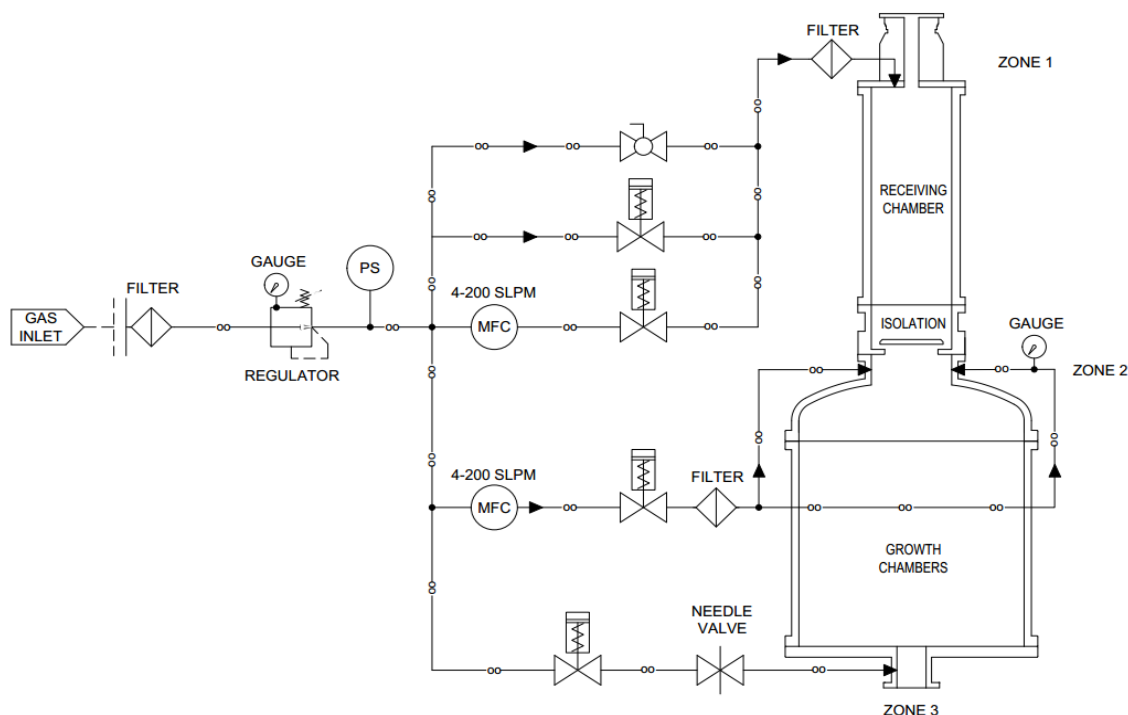 FILTER
ZONE 1
RECEIVING
CHAMBER
GAUGE
PS
FILTER
4-200 SLPM
GAS
INLET
MFC
ISOLATION
GAUGE
REGULATOR
ZONE 2
4-200 SLPM
FILTER
MFC
GROWTH
CHAMBERS
NEEDLE
VALVE
ZONE 3